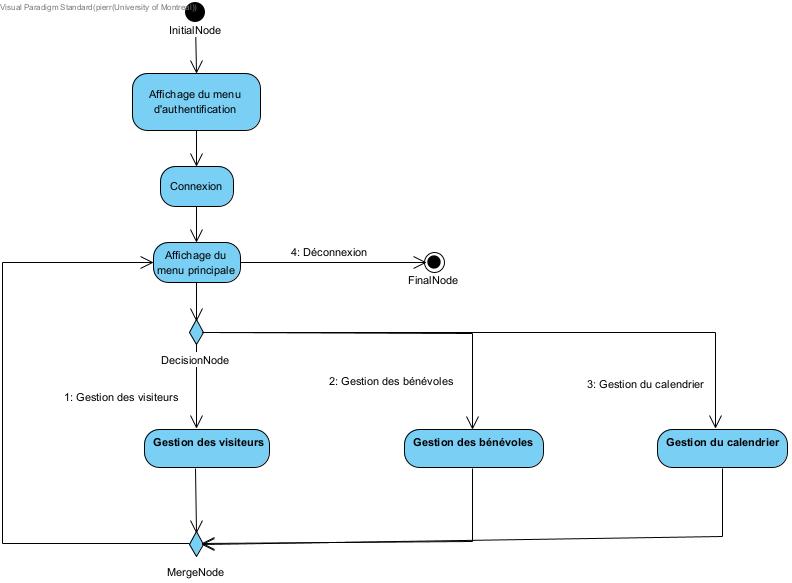 Visual Paradigm Standard(pierr(University of Montreal))
InitialNode
Affichage du menu
d'authentification
Connexion
Affichage du
menu principale
4: Déconnexion
FinalNode
DecisionNode
1: Gestion des visiteurs
2: Gestion des bénévoles
3: Gestion du calendrier
Gestion des visiteurs
Gestion des bénévoles
Gestion du calendrier
MergeNode